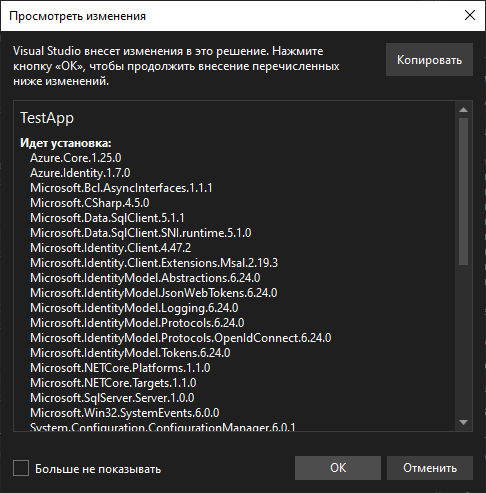 Просмотреть изменения
Visual Studio внесет изменения в это решение. Нажмите
кнопку «ОК», чтобы продолжить внесение перечисленных
ниже изменений.
Копировать
TestApp
Идет установка:
Azure.Core.1.25.0
Azure.Identity.1.7.0
Microsoft.Bcl.AsyncInterfaces.1.1.1
Microsoft.CSharp.4.5.0
Microsoft.Data.SqlClient.5.1.1
Microsoft.Data.SqlClient.SNI.runtime.5.1.0
Microsoft.Identity.Client.4.47.2
Microsoft.Identity.Client.Extensions.Msal.2.19.3
Microsoft.IdentityModel.Abstractions.6.24.0
Microsoft.IdentityModel.JsonWebTokens.6.24.0
Microsoft.IdentityModel.Logging.6.24.0
Microsoft.IdentityModel.Protocols.6.24.0
Microsoft.IdentityModel.Protocols.OpenIdConnect.6.24.0
Microsoft.IdentityModel.Tokens.6.24.0
Microsoft.NETCore.Platforms.1.1.0
Microsoft.NETCore.Targets.1.1.0
Microsoft.SqlServer.Server.1.0.0
Microsoft.Win32.SystemEvents.6.0.0
System.Configuration.ConfigurationManager.6.0.1
Больше не показывать
ОК
Отменить